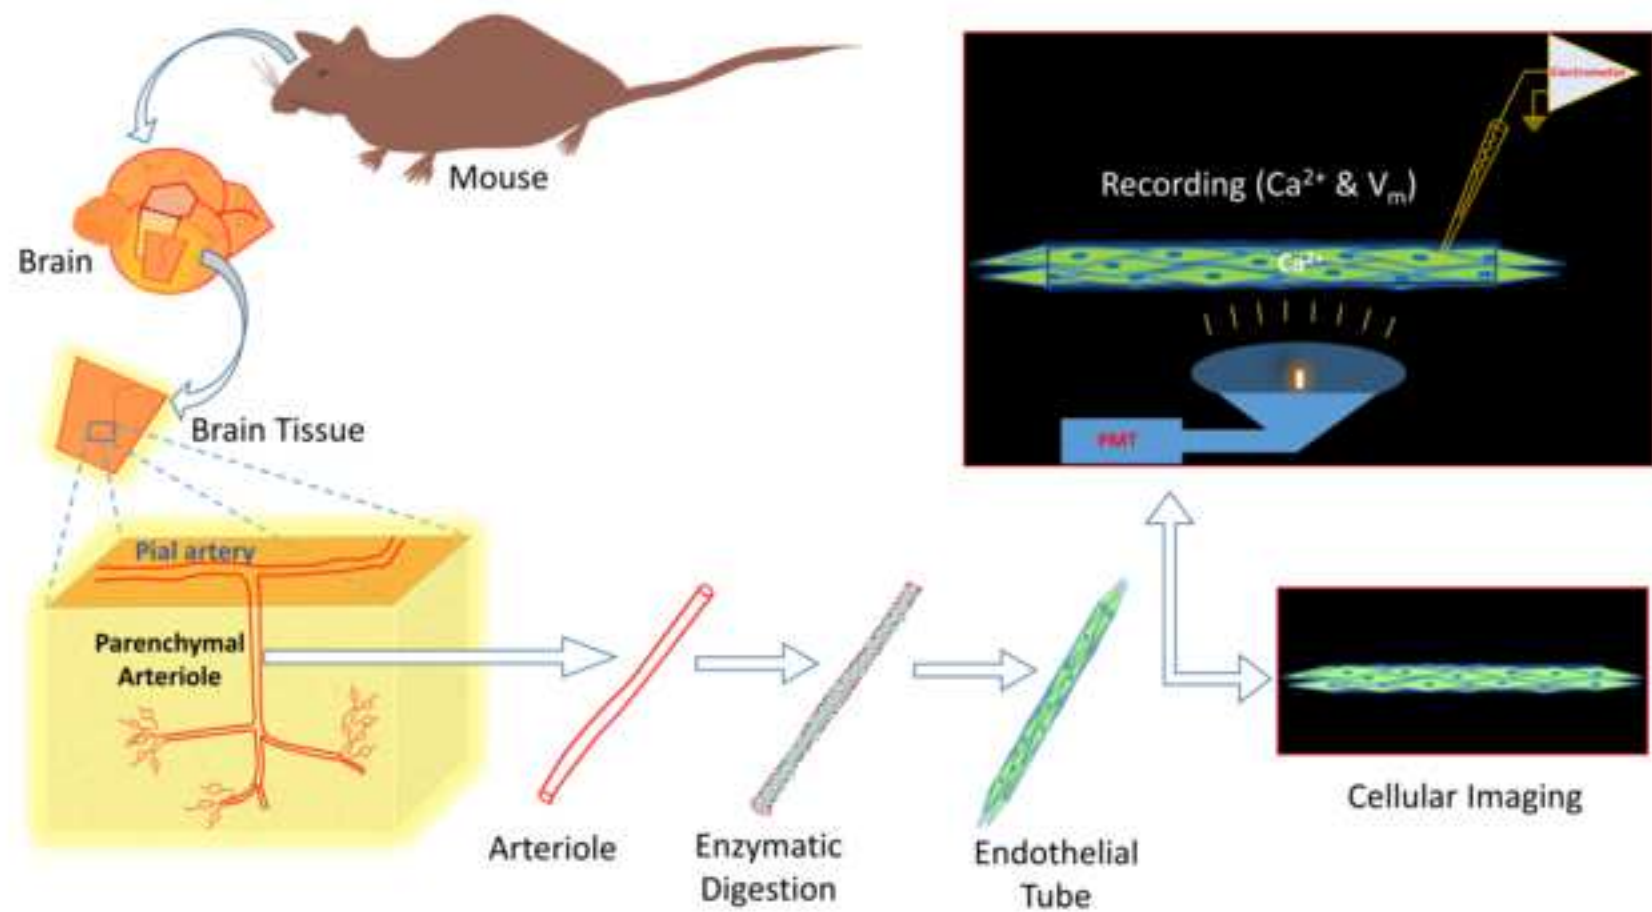 Mouse
Brain
Brain Tissue
Pial artery
Parenchymal
Arteriole
Arteriole
Enzymatic
Digestion
Endothelial
Tube
Electrometer
Recording (Ca²⁺ & Vₘ)
Ca²⁺
PMT
Cellular Imaging